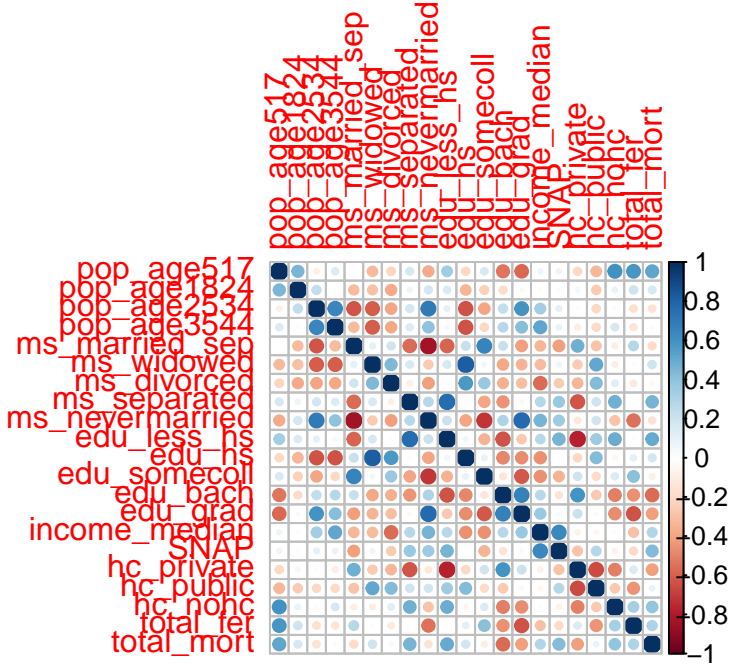 pop_age517
pop_age1824
pop_age2534
pop_age3544
ms_married_sep
ms_widowed
ms_divorced
ms_separated
ms_nevermarried
edu_less_hs
edu_hs
edu_somecoll
edu_bach
edu_grad
income_median
SNAP
hc_private
hc_public
hc_nohc
total_fer
total_mort
pop_age517
pop_age1824
pop_age2534
pop_age3544
ms_married_sep
ms_widowed
ms_divorced
ms_separated
ms_nevermarried
edu_less_hs
edu_hs
edu_somecoll
edu_bach
edu_grad
income_median
SNAP
hc_private
hc_public
hc_nohc
total_fer
total_mort
1
0.8
0.6
0.4
0.2
0
−0.2
−0.4
−0.6
−0.8
−1